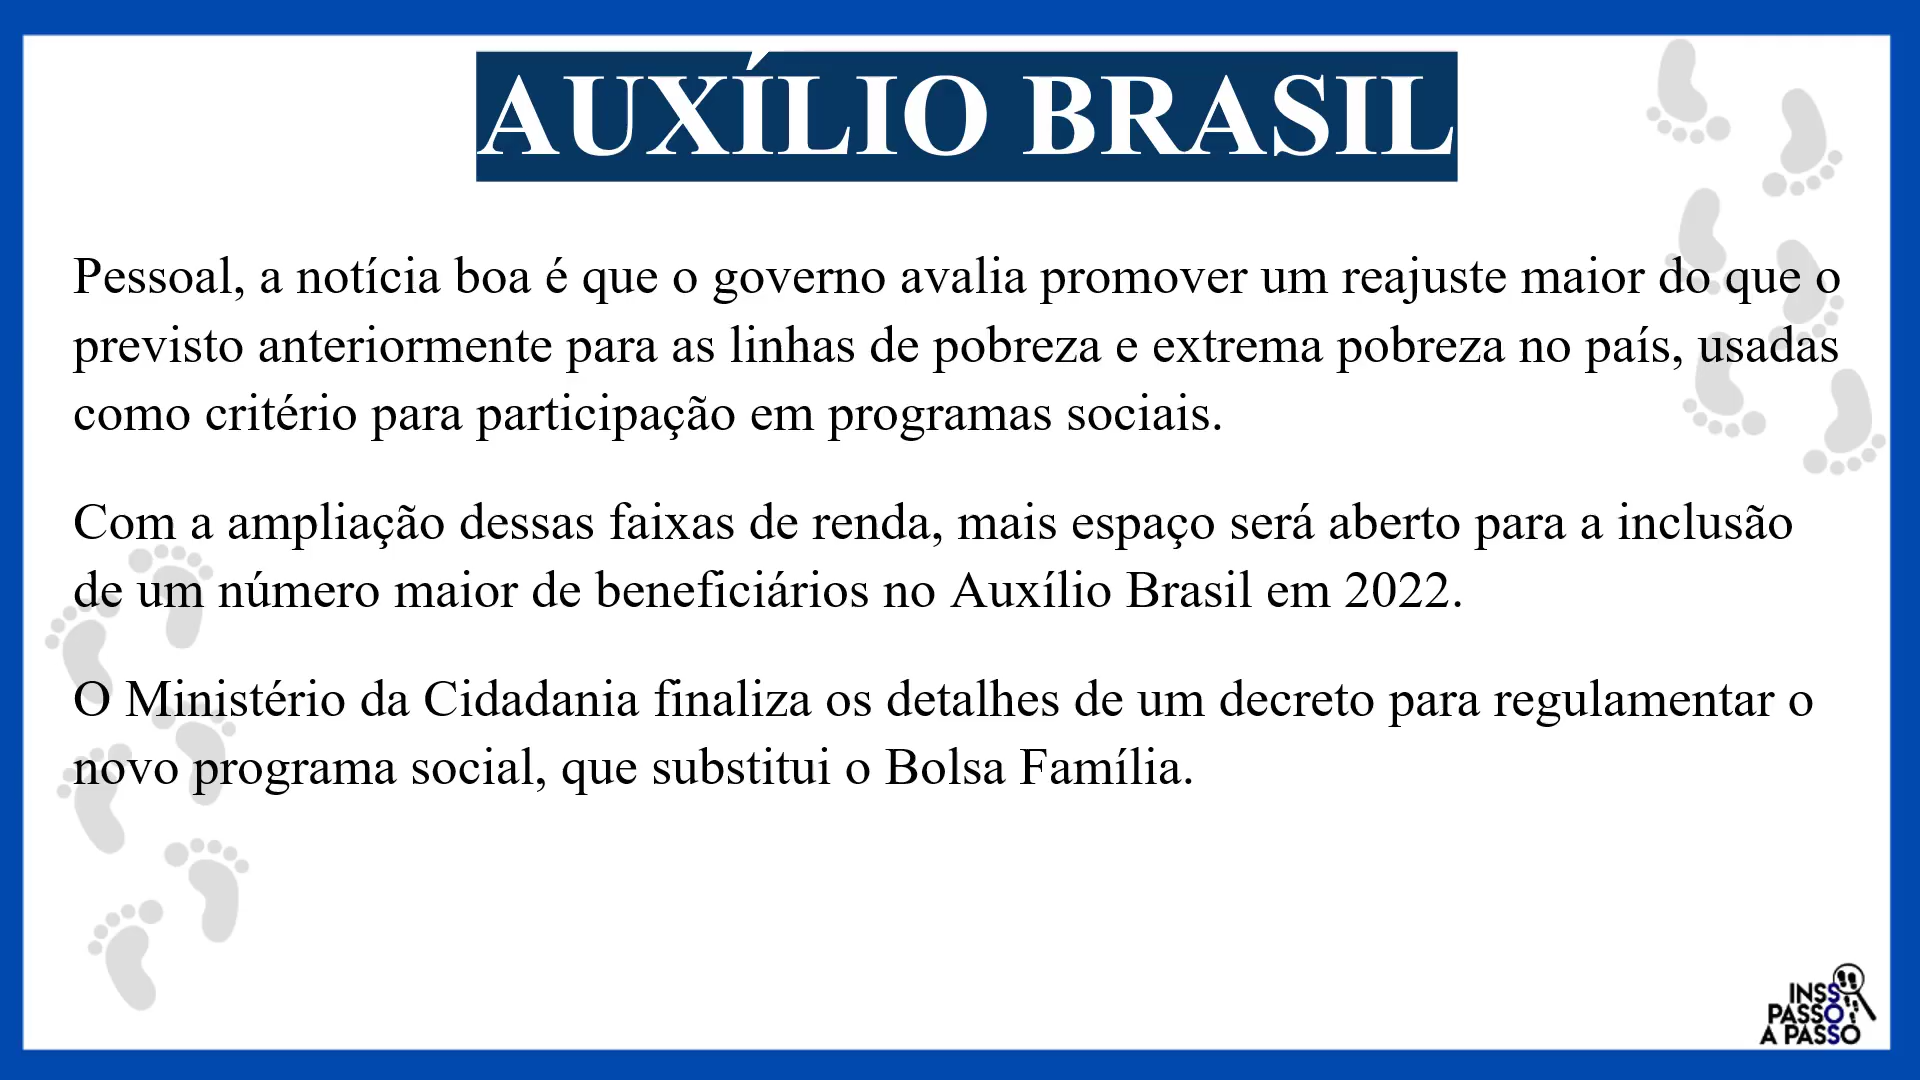 AUXÍLIO BRASIL
Pessoal, a notícia boa é que o governo avalia promover um reajuste maior do que o
previsto anteriormente para as linhas de pobreza e extrema pobreza no país, usadas
como critério para participação em programas sociais.
Com a ampliação dessas faixas de renda, mais espaço será aberto para a inclusão
de um número maior de beneficiários no Auxílio Brasil em 2022.
O Ministério da Cidadania finaliza os detalhes de um decreto para regulamentar o
novo programa social, que substitui o Bolsa Família.
INSS
PASSO
A PASSO